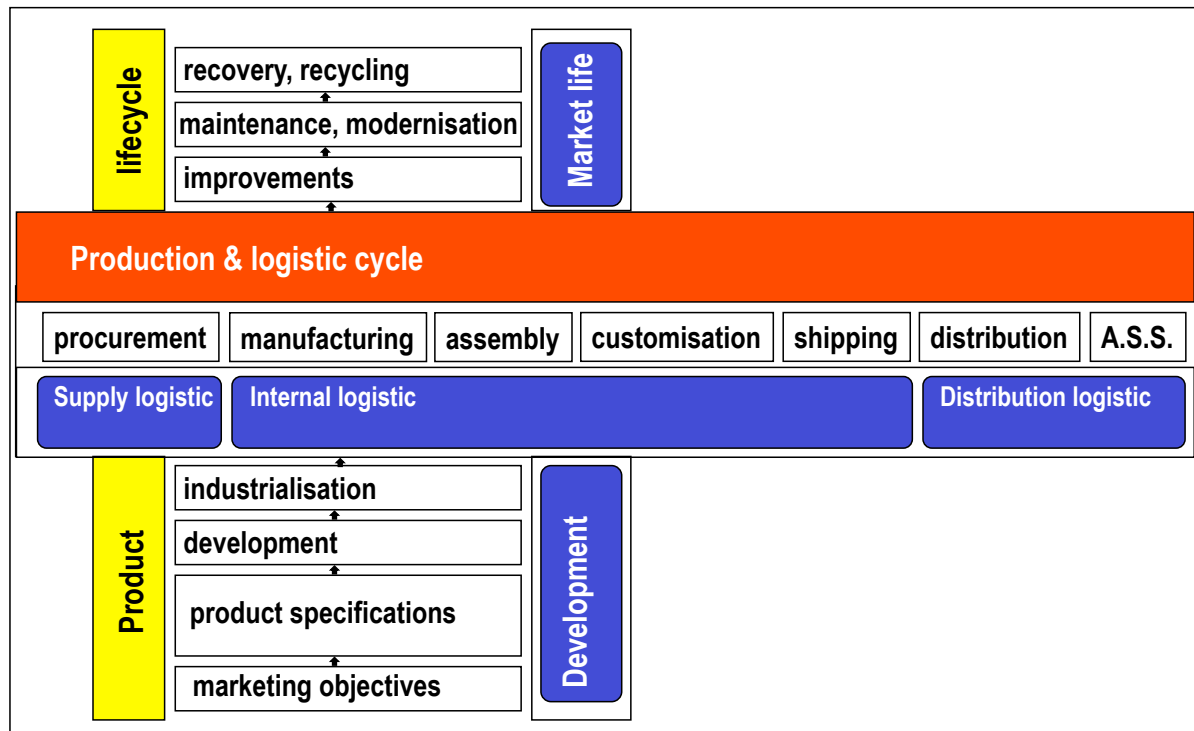 lifecycle
recovery, recycling
maintenance, modernisation
improvements
Market life
Production & logistic cycle
procurement
manufacturing
assembly
customisation
shipping
distribution
A.S.S.
Supply logistic
Internal logistic
Distribution logistic
Product
industrialisation
development
product specifications
marketing objectives
Development